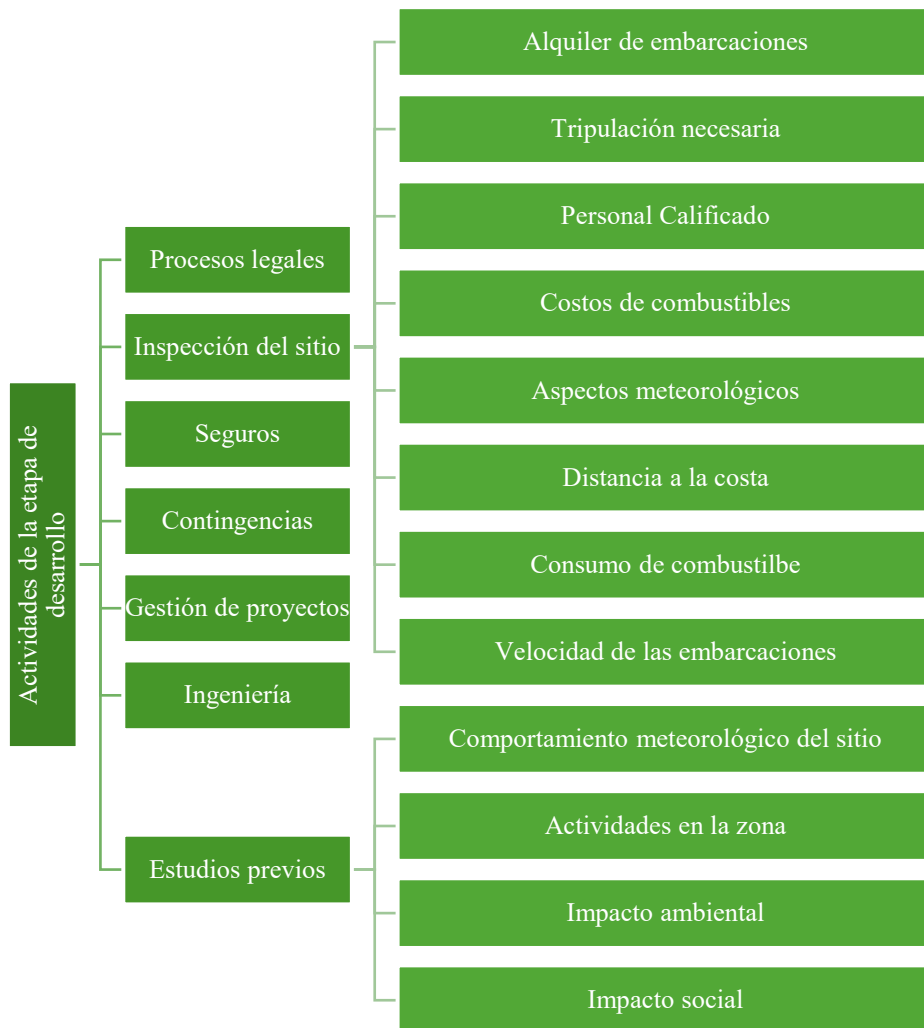 Actividades de la etapa de
desarrollo
Procesos legales
Inspección del sitio
Seguros
Contingencias
Gestión de proyectos
Ingeniería
Estudios previos
Alquiler de embarcaciones
Tripulación necesaria
Personal Calificado
Costos de combustibles
Aspectos meteorológicos
Distancia a la costa
Consumo de combustilbe
Velocidad de las embarcaciones
Comportamiento meteorológico del sitio
Actividades en la zona
Impacto ambiental
Impacto social